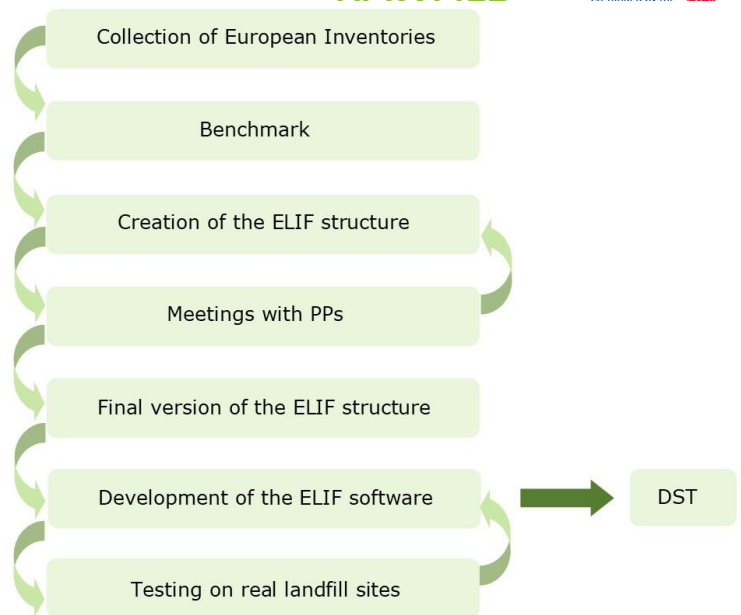 Collection of European Inventories
Benchmark
Creation of the ELIF structure
Meetings with PPs
Final version of the ELIF structure
Development of the ELIF software
DST
Testing on real landfill sites